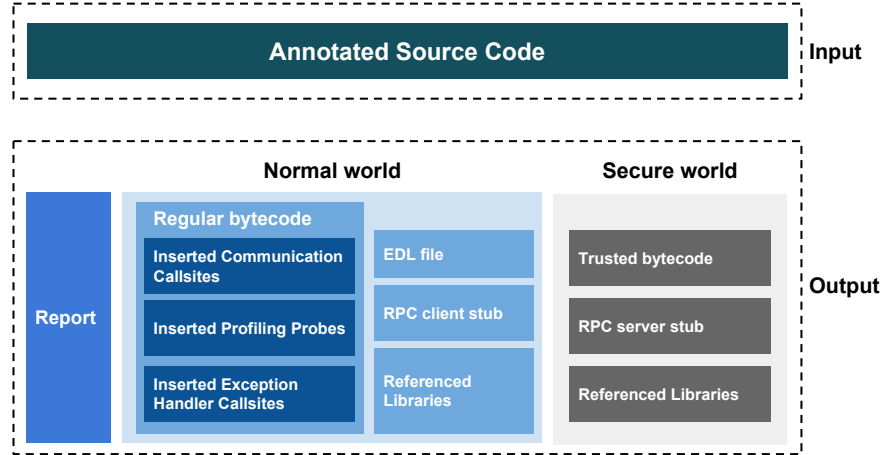 Annotated Source Code
Input
Normal world
Secure world
Report
Regular bytecode
Inserted Communication
Callsites
Inserted Profiling Probes
Inserted Exception
Handler Callsites
EDL file
RPC client stub
Referenced
Libraries
Trusted bytecode
RPC server stub
Referenced Libraries
Output